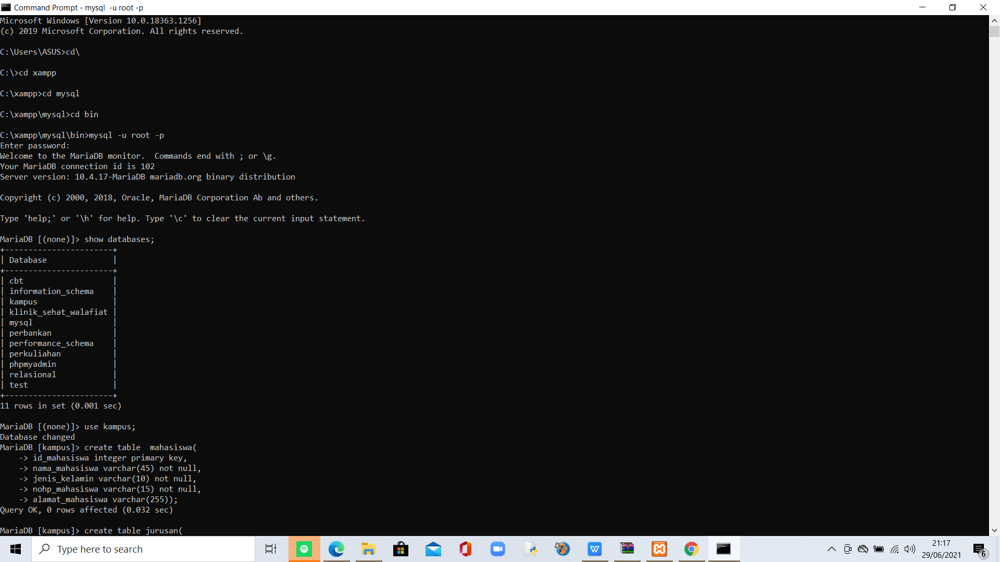 Command Prompt - mysql  -u root -p
Microsoft Windows [Version 10.0.18363.1256]
(c) 2019 Microsoft Corporation. All rights reserved.
C:\Users\ASUS>cd\
C:\>cd xampp
C:\xampp>cd mysql
C:\xampp\mysql>cd bin
C:\xampp\mysql\bin>mysql -u root -p
Enter password:
Welcome to the MariaDB monitor.  Commands end with ; or \g.
Your MariaDB connection id is 102
Server version: 10.4.17-MariaDB mariadb.org binary distribution
Copyright (c) 2000, 2018, Oracle, MariaDB Corporation Ab and others.
Type 'help;' or '\h' for help. Type '\c' to clear the current input statement.
MariaDB [(none)]> show databases;
+-----------------------+
| Database              |
+-----------------------+
| cbt                   |
| information_schema    |
| kampus                |
| klinik_sehat_walafiat |
| mysql                 |
| perbankan             |
| performance_schema    |
| perkuliahan           |
| phpmyadmin            |
| relasional            |
| test                  |
+-----------------------+
11 rows in set (0.001 sec)
MariaDB [(none)]> use kampus;
Database changed
MariaDB [kampus]> create table  mahasiswa(
    -> id_mahasiswa integer primary key,
    -> nama_mahasiswa varchar(45) not null,
    -> jenis_kelamin varchar(10) not null,
    -> nohp_mahasiswa varchar(15) not null,
    -> alamat_mahasiswa varchar(255));
Query OK, 0 rows affected (0.032 sec)
MariaDB [kampus]> create table jurusan(
Type here to search
21:17
29/06/2021
6